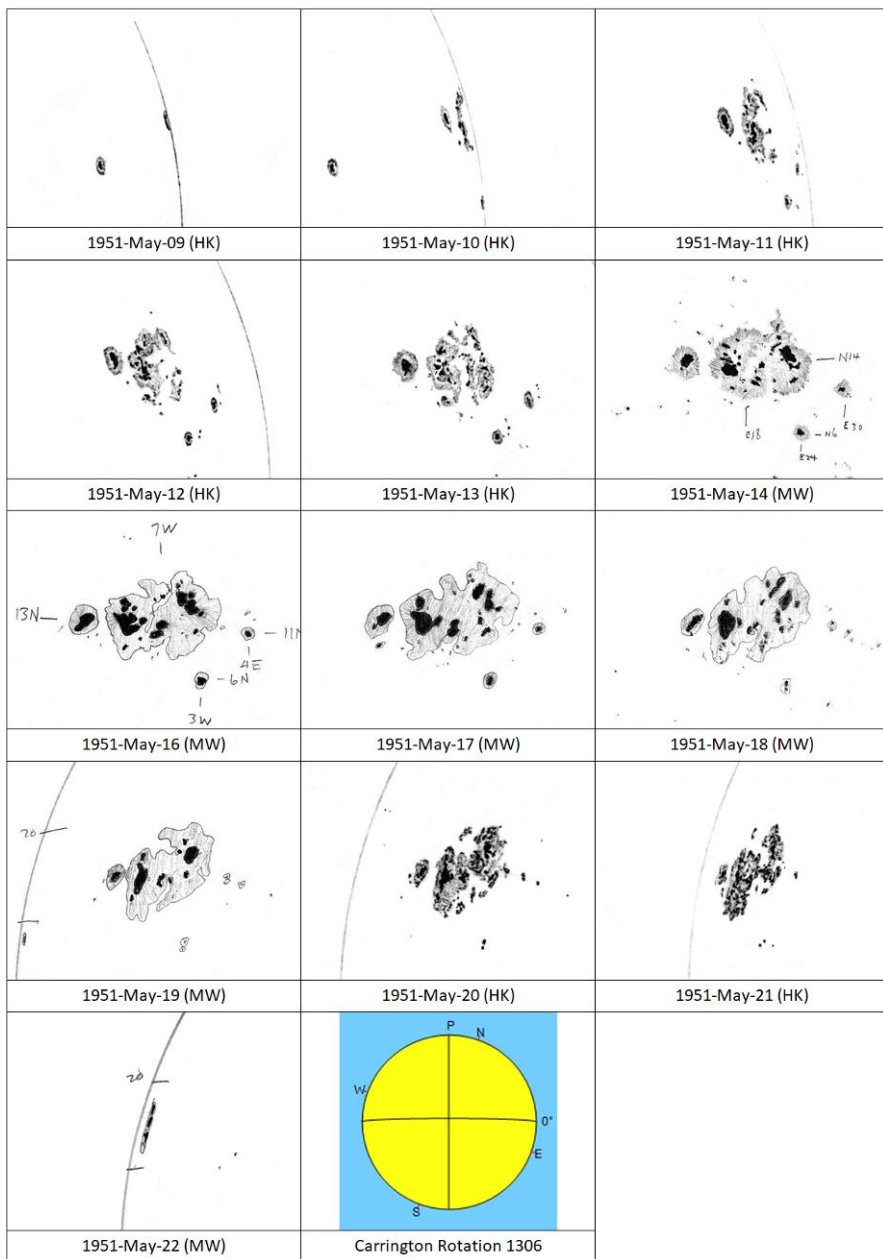 1951-May-09 (HK)
1951-May-10 (HK)
1951-May-11 (HK)
1951-May-12 (HK)
1951-May-13 (HK)
N14
E30
E18
N6
E24
1951-May-14 (MW)
7W
13N
11N
4E
6N
3W
1951-May-16 (MW)
1951-May-17 (MW)
1951-May-18 (MW)
20
1951-May-19 (MW)
1951-May-20 (HK)
1951-May-21 (HK)
20
1951-May-22 (MW)
P
N
W
0°
E
S
Carrington Rotation 1306